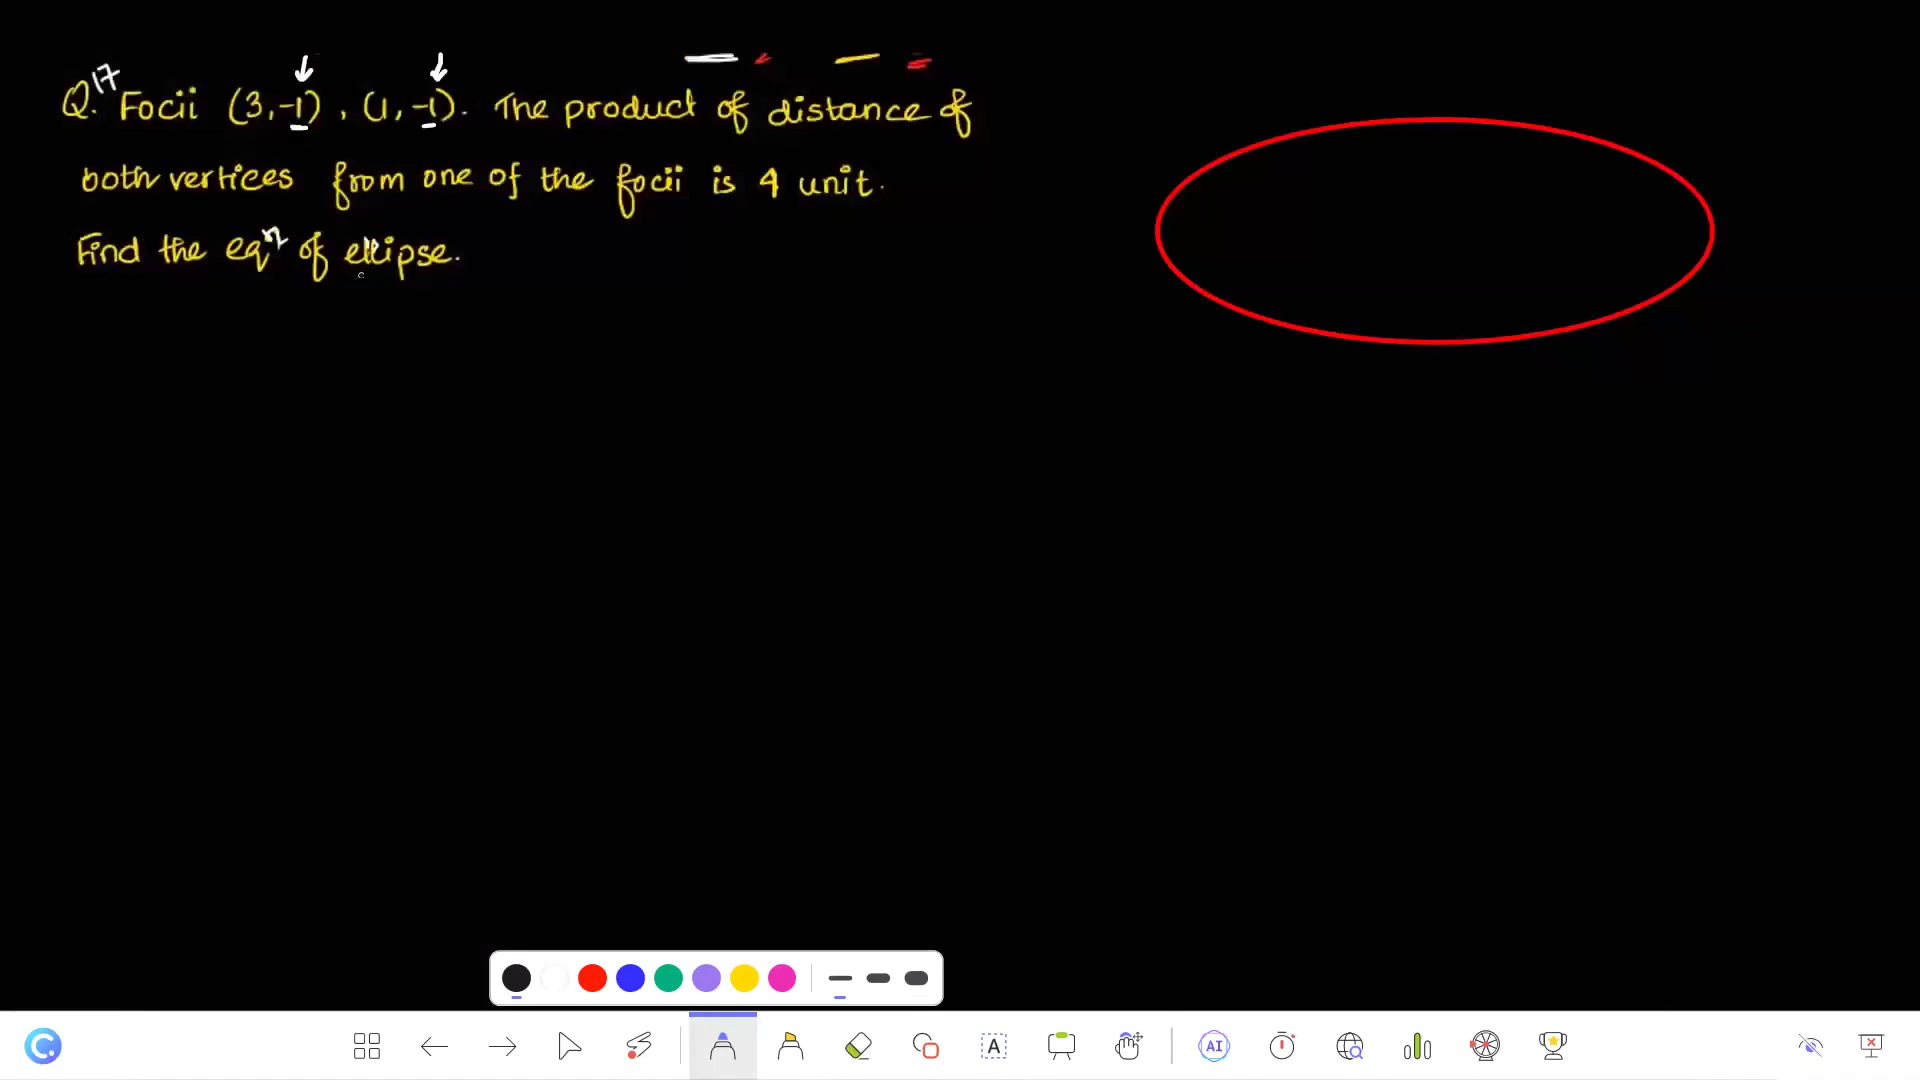 Q.17 Focii (3,-1), (1,-1). The product of distance of
both vertices from one of the focii is 4 unit.
Find the eqn of ellipse.
A
AI